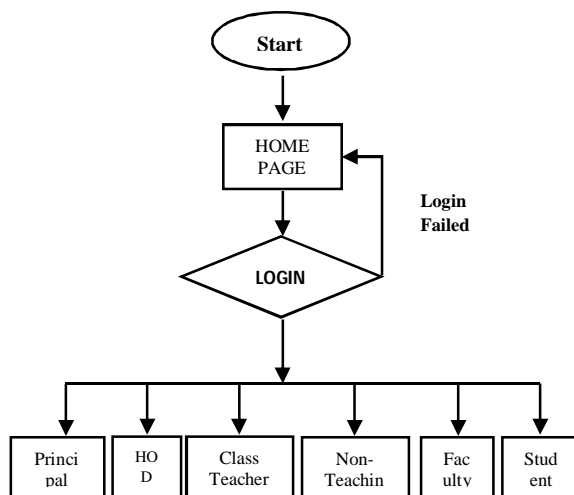 Start
HOME
PAGE
Login
Failed
LOGIN
Princi
pal
HO
D
Class
Teacher
Non-
Teachin
Fac
ulty
Stud
ent